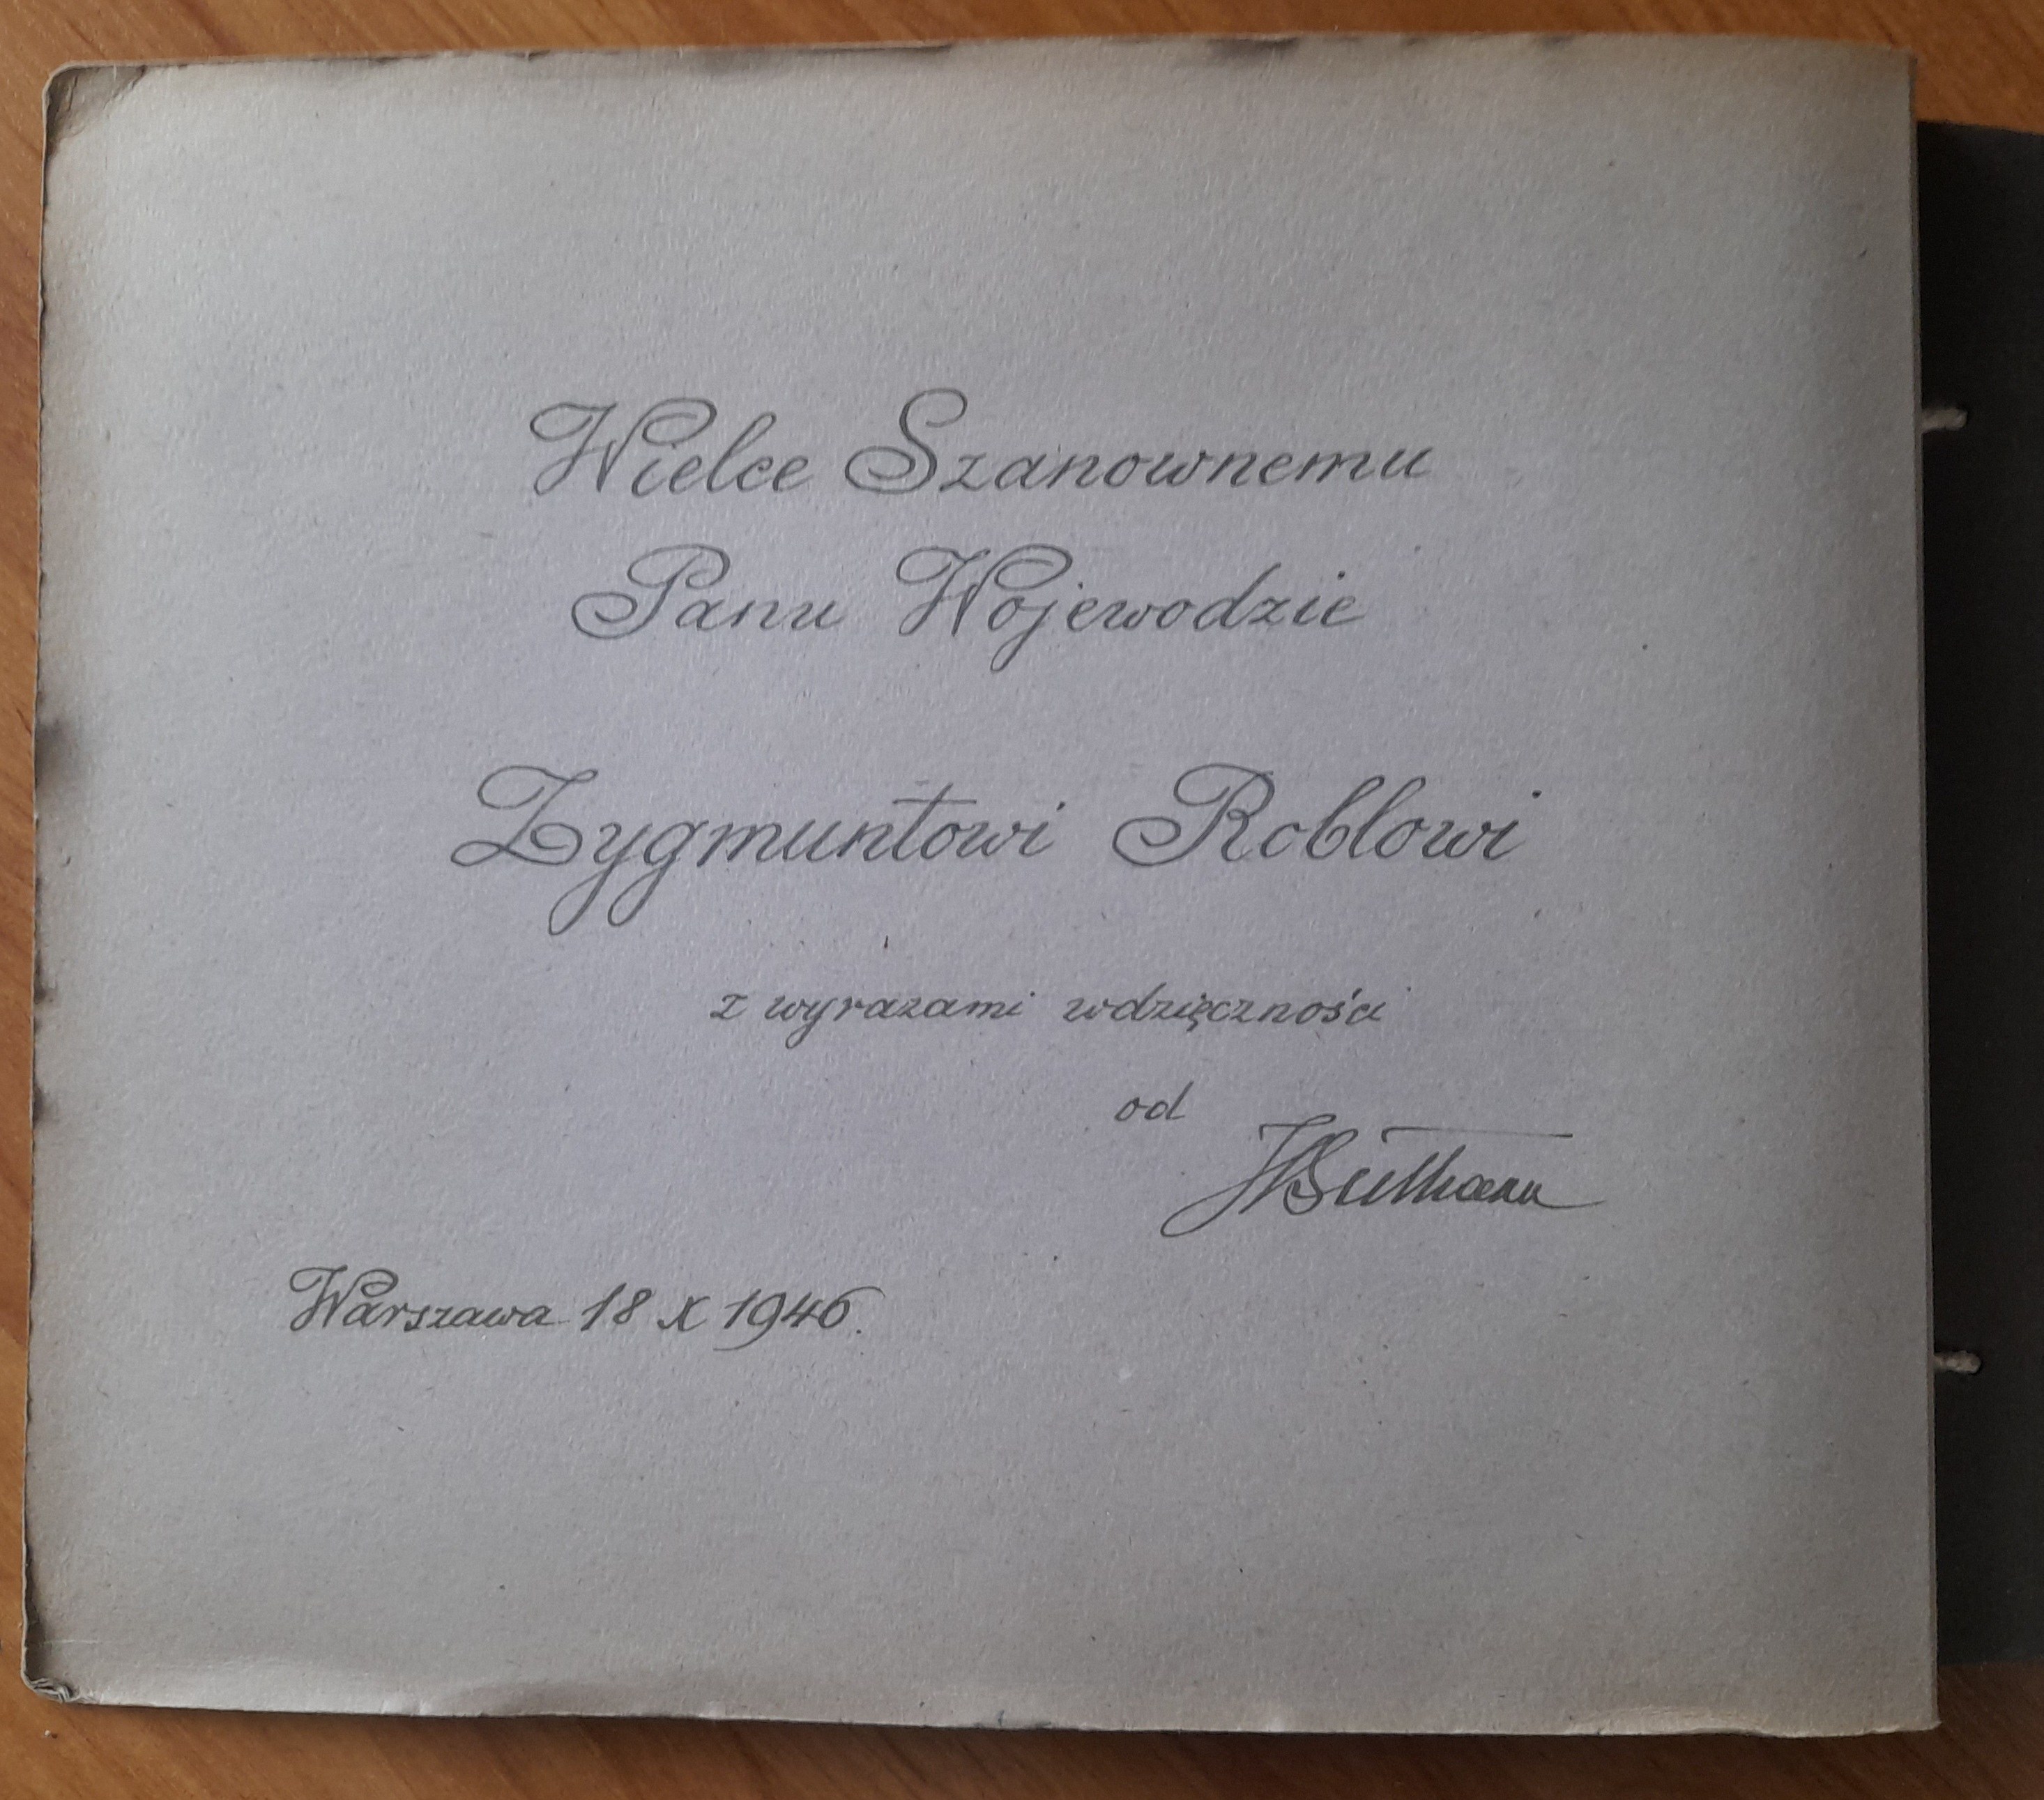 Wielce Szanownemu
Panu Wojewodzie
Zygmuntowi Roblowi
z wyrazami wdzięczności
od
Warszawa 18 X 1946.